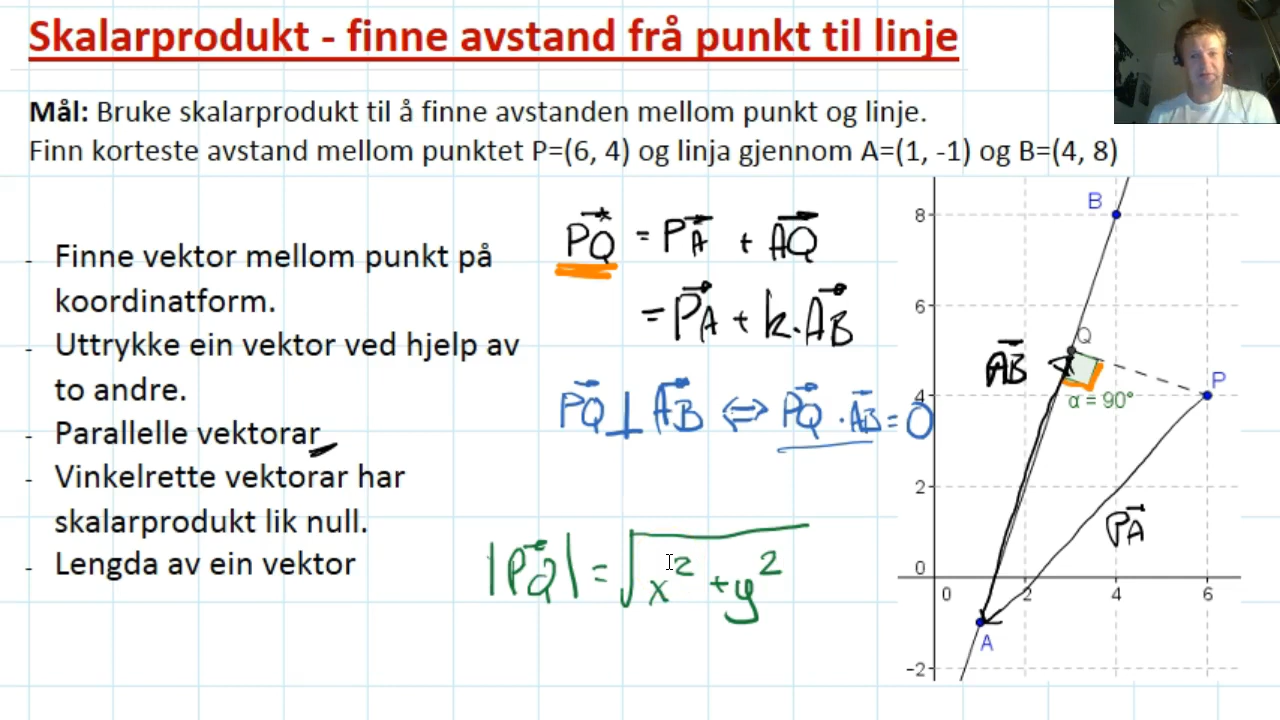 Skalarprodukt - finne avstand frå punkt til linje
Mål: Bruke skalarprodukt til å finne avstanden mellom punkt og linje.
Finn korteste avstand mellom punktet P=(6, 4) og linja gjennom A=(1, -1) og B=(4, 8)
- Finne vektor mellom punkt på
koordinatform.
- Uttrykke ein vektor ved hjelp av
to andre.
- Parallelle vektorar
- Vinkelrette vektorar har
skalarprodukt lik null.
- Lengda av ein vektor
PQ⃗ = PA⃗ + AQ⃗
= PA⃗ + k·AB⃗
PQ⃗ ⊥ AB⃗ ⇔ PQ⃗ · AB⃗ = 0
|PQ⃗| = √(x² + y²)
8
B
6
Q
AB⃗
P
4
α = 90°
2
PA⃗
0
0 2 4 6
A
-2